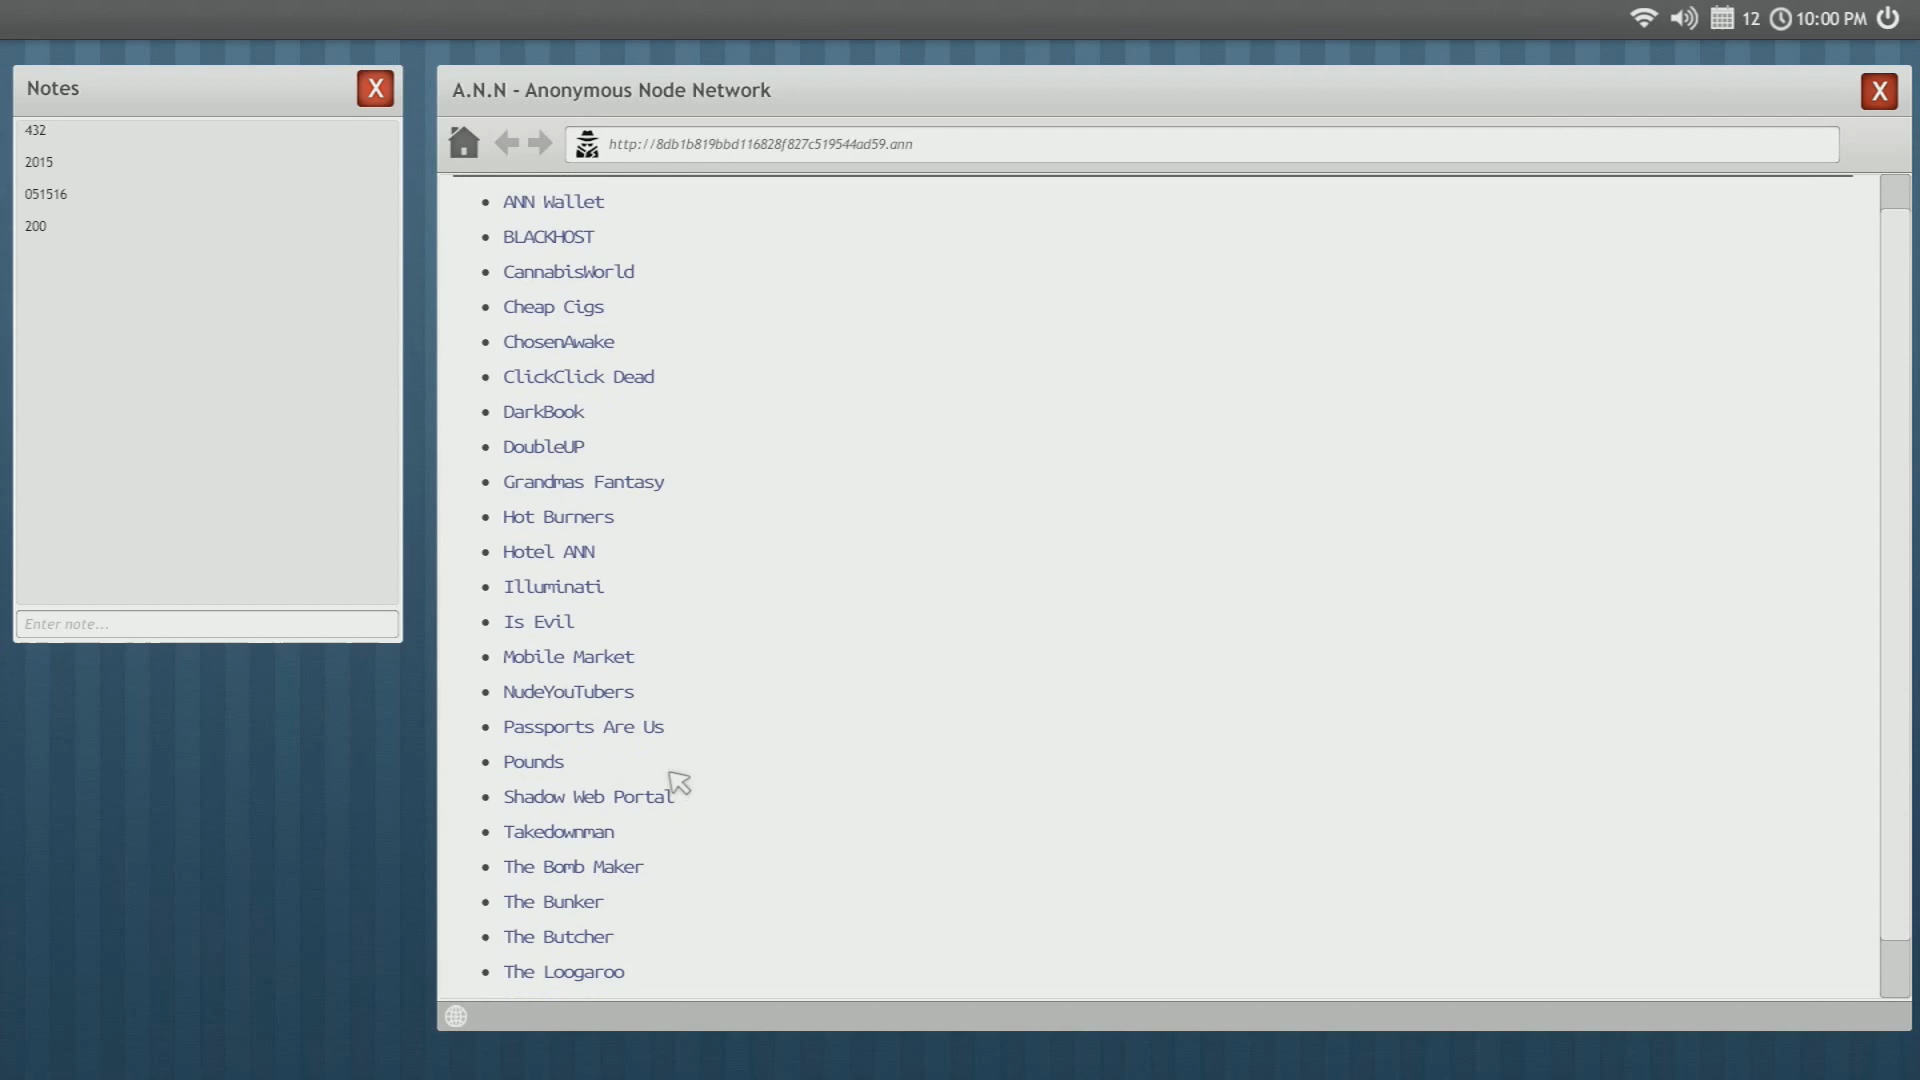 12 10:00 PM
Notes
X
432
2015
051516
200
Enter note...
A.N.N - Anonymous Node Network
X
http://8db1b819bbd116828f827c519544ad59.ann
ANN Wallet
BLACKHOST
CannabisWorld
Cheap Cigs
ChosenAwake
ClickClick Dead
DarkBook
DoubleUP
Grandmas Fantasy
Hot Burners
Hotel ANN
Illuminati
Is Evil
Mobile Market
NudeYouTubers
Passports Are Us
Pounds
Shadow Web Portal
Takedownman
The Bomb Maker
The Bunker
The Butcher
The Loogaroo